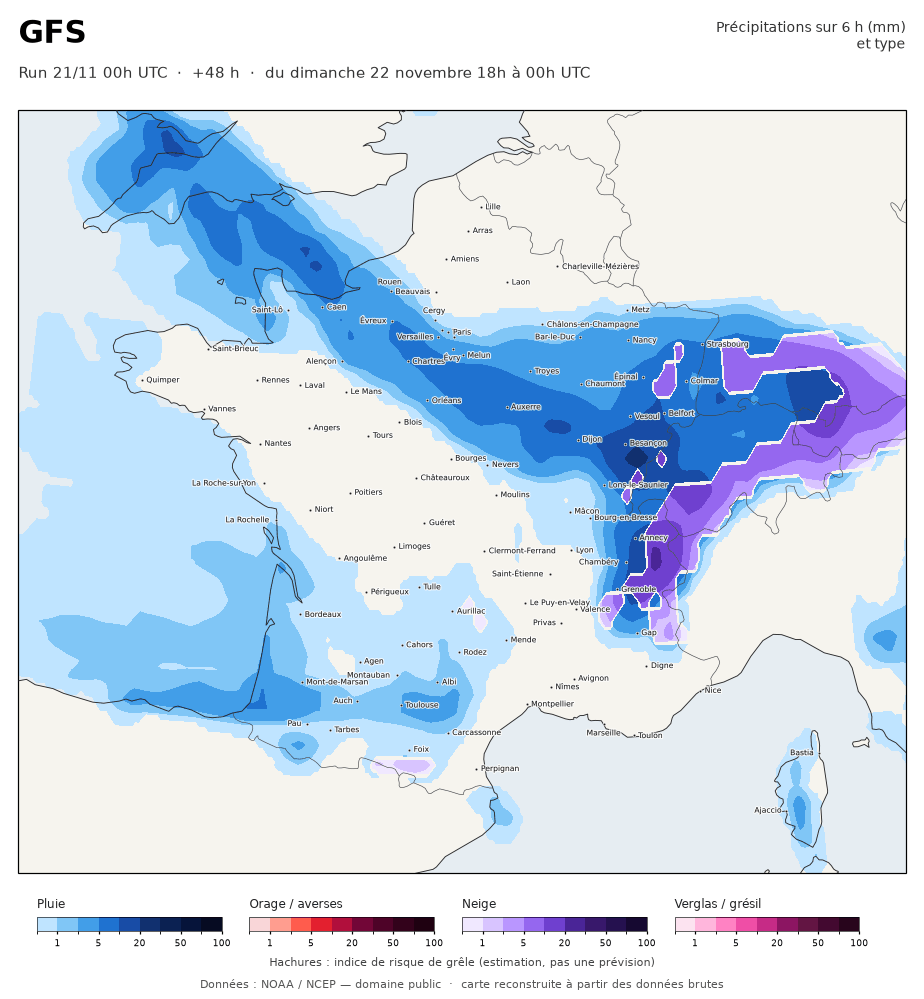 GFS
Précipitations sur 6 h (mm)
et type
Run 21/11 00h UTC · +48 h · du dimanche 22 novembre 18h à 00h UTC
Lille
Arras
Amiens
Charleville-Mézières
Laon
Rouen
Beauvais
Saint-Lô
Caen
Cergy
Metz
Évreux
Châlons-en-Champagne
Versailles
Paris
Bar-le-Duc
Nancy
Strasbourg
Saint-Brieuc
Alençon
Chartres
Évry
Melun
Troyes
Épinal
Colmar
Quimper
Rennes
Laval
Chaumont
Le Mans
Orléans
Auxerre
Vannes
Belfort
Vesoul
Blois
Angers
Tours
Dijon
Besançon
Nantes
Bourges
Nevers
La Roche-sur-Yon
Châteauroux
Lons-le-Saunier
Poitiers
Moulins
Niort
Mâcon
Bourg-en-Bresse
La Rochelle
Guéret
Annecy
Limoges
Clermont-Ferrand
Lyon
Angoulême
Chambéry
Saint-Étienne
Tulle
Périgueux
Grenoble
Le Puy-en-Velay
Aurillac
Valence
Bordeaux
Privas
Gap
Mende
Cahors
Rodez
Agen
Digne
Montauban
Mont-de-Marsan
Albi
Avignon
Nîmes
Nice
Auch
Toulouse
Montpellier
Pau
Tarbes
Carcassonne
Marseille
Toulon
Foix
Bastia
Perpignan
Ajaccio
Pluie
Orage / averses
Neige
Verglas / grésil
1 5 20 50 100
1 5 20 50 100
1 5 20 50 100
1 5 20 50 100
Hachures : indice de risque de grêle (estimation, pas une prévision)
Données : NOAA / NCEP — domaine public · carte reconstruite à partir des données brutes